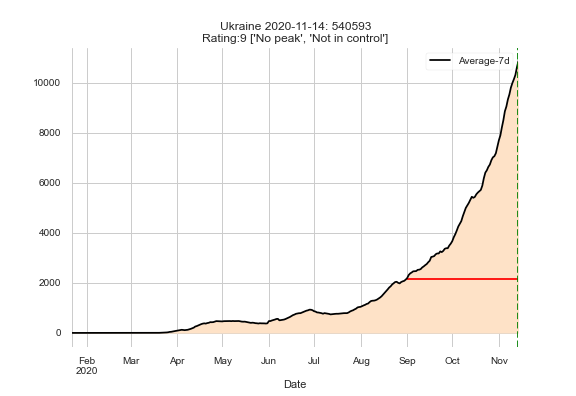 Ukraine 2020-11-14: 540593
Rating:9 ['No peak', 'Not in control']
Average-7d
10000
8000
6000
4000
2000
0
Feb Mar Apr May Jun Jul Aug Sep Oct Nov
2020
Date